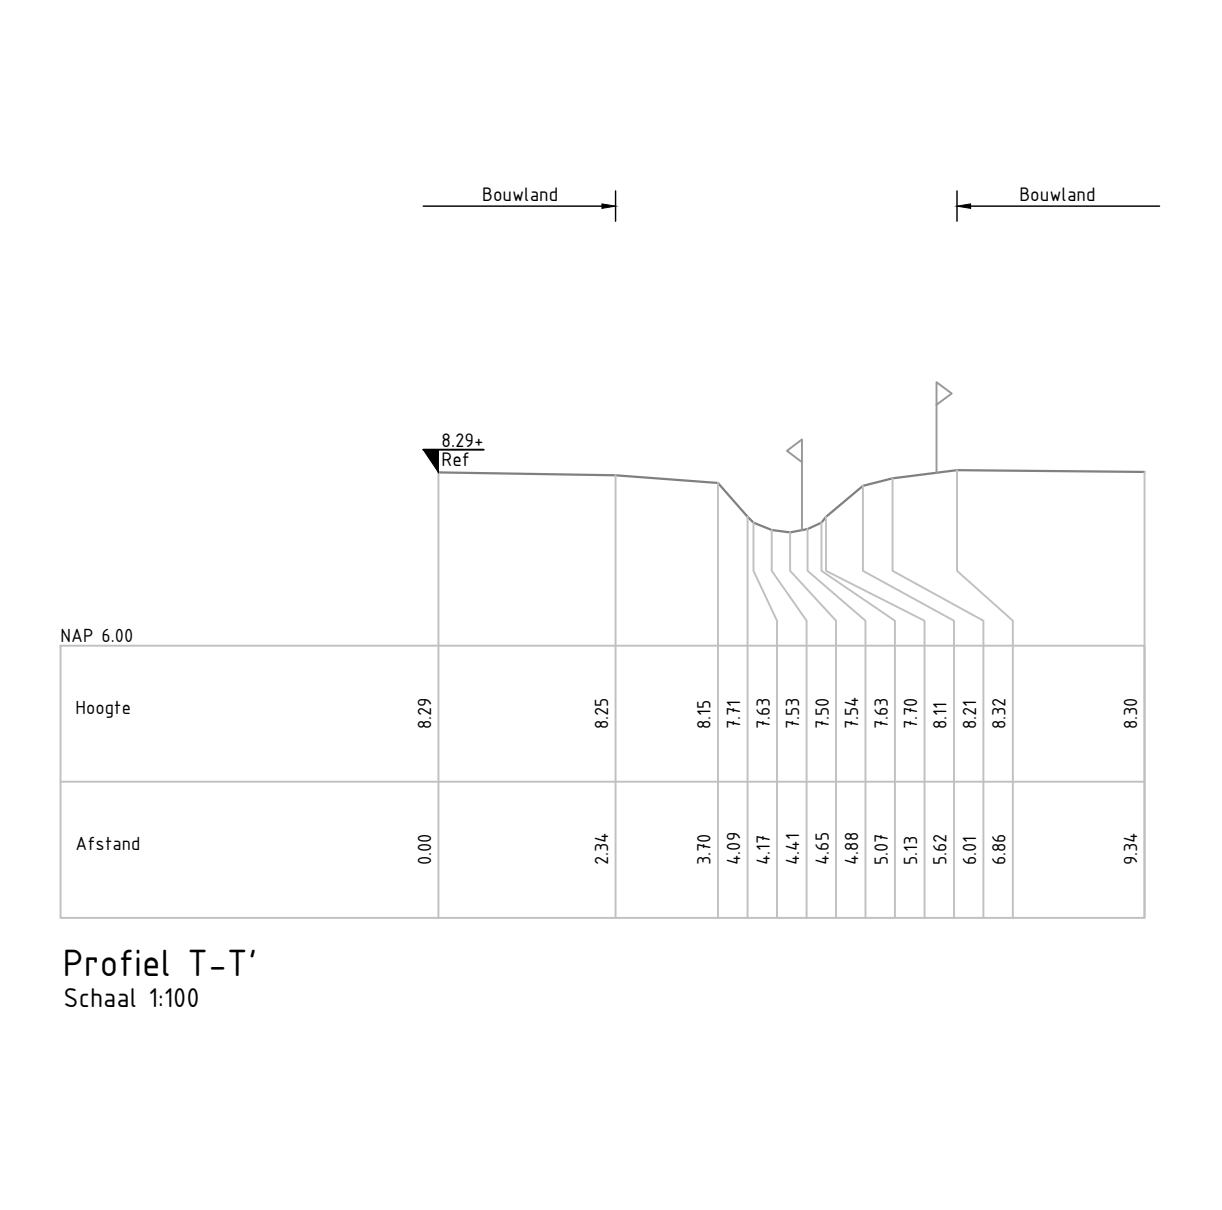 Bouwland
Bouwland
8.29+
Ref
NAP 6.00
Hoogte 8.29 8.25 8.15 7.71 7.63 7.53 7.50 7.54 7.63 7.70 8.11 8.21 8.32 8.30
Afstand 0.00 2.34 3.70 4.09 4.17 4.41 4.65 4.88 5.07 5.13 5.62 6.01 6.86 9.34
Profiel T-T'
Schaal 1:100